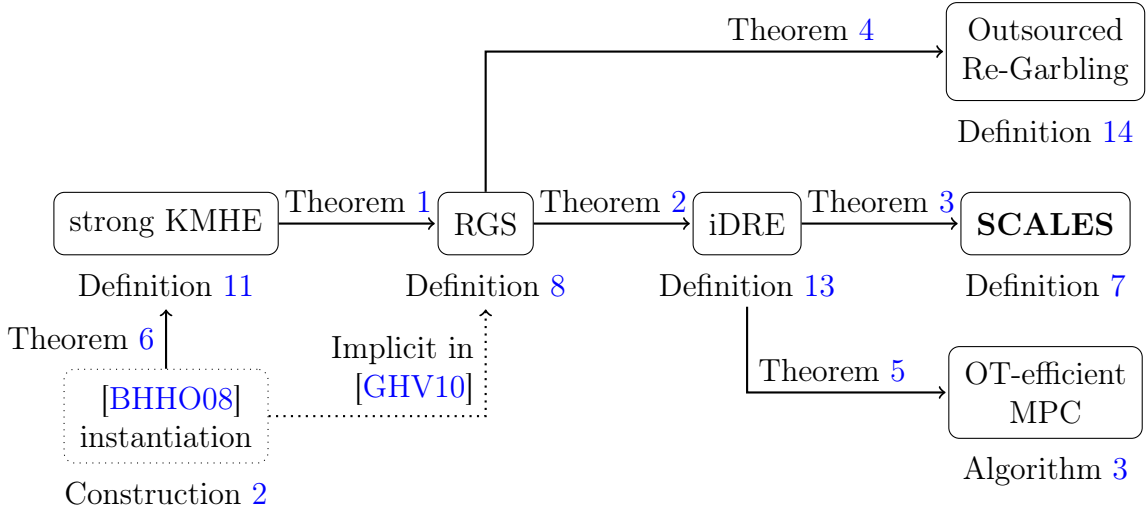 Theorem 4
Outsourced
Re-Garbling
Definition 14
strong KMHE
Theorem 1
RGS
Theorem 2
iDRE
Theorem 3
SCALES
Definition 11
Definition 8
Definition 13
Definition 7
Theorem 6
Implicit in
[GHV10]
Theorem 5
OT-efficient
MPC
[BHHO08]
instantiation
Construction 2
Algorithm 3